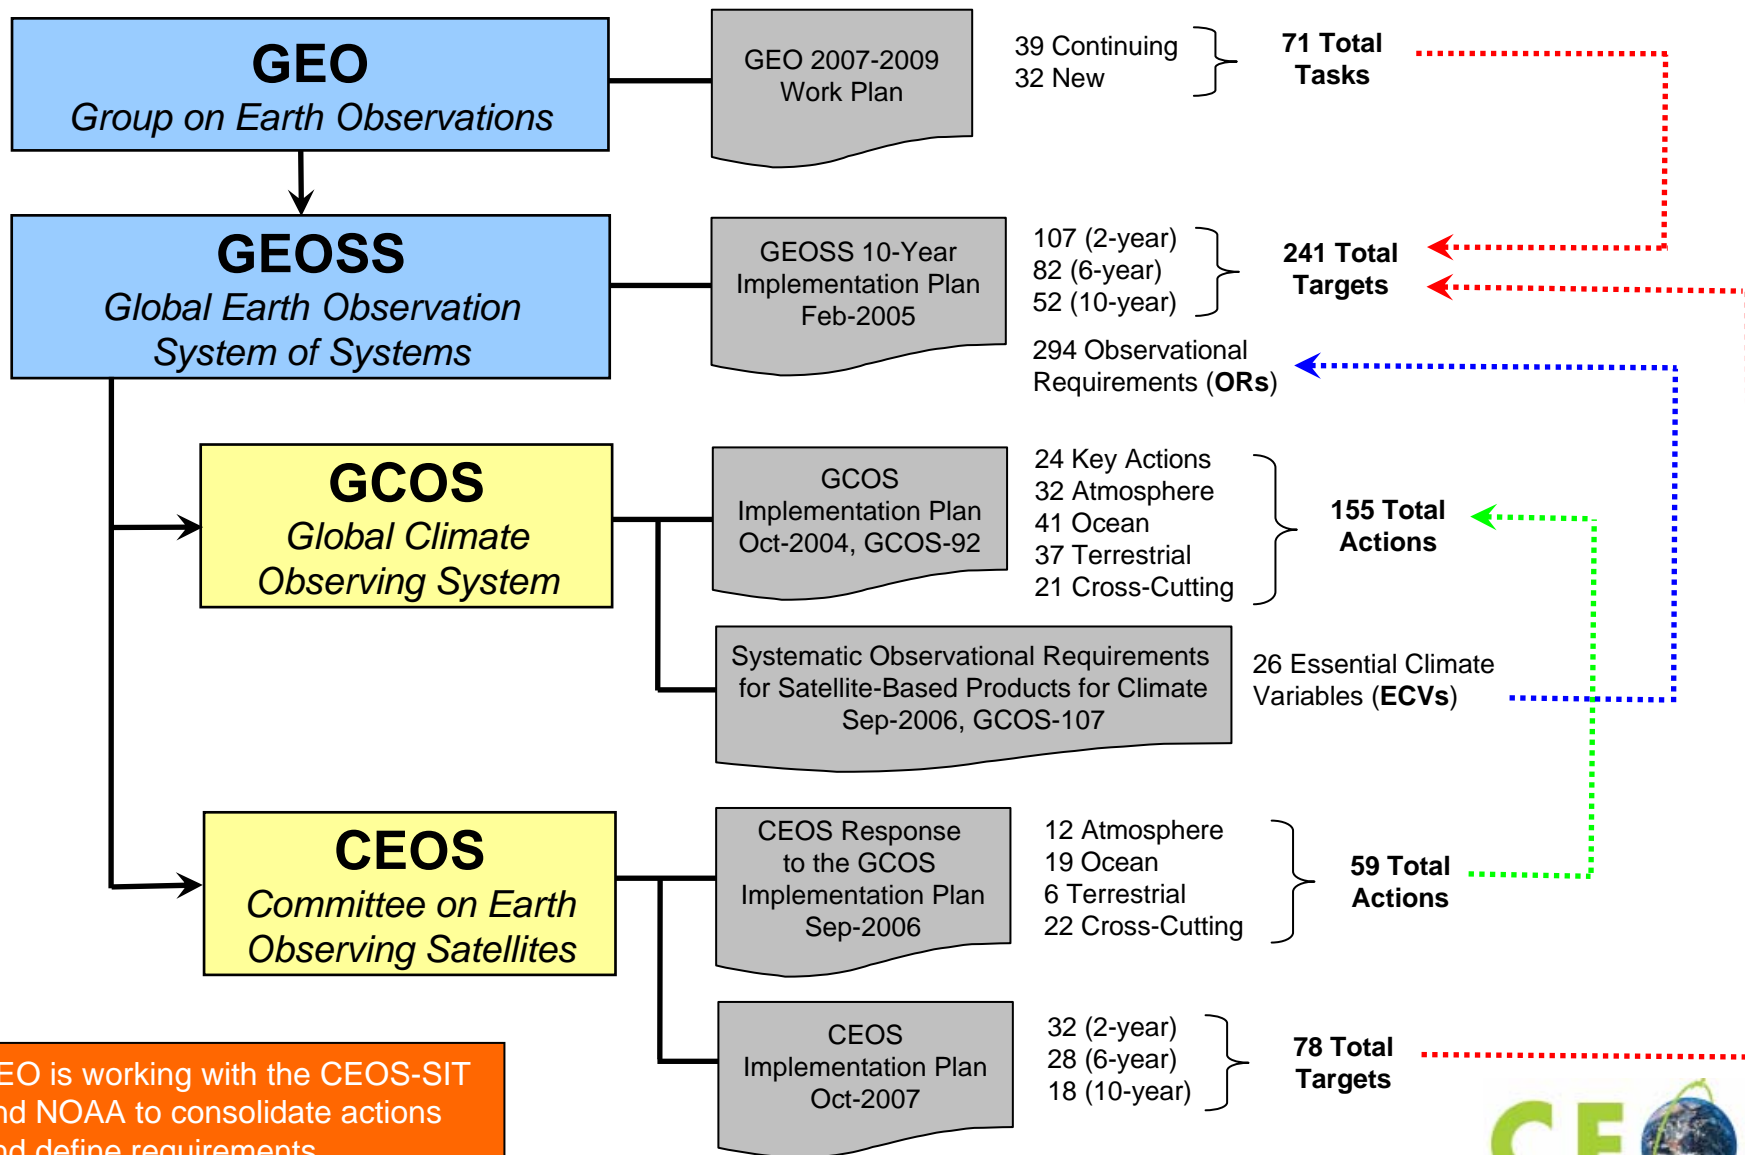 GEO
Group on Earth Observations
GEO 2007-2009
Work Plan
39 Continuing
32 New
71 Total
Tasks
GEOSS
Global Earth Observation
System of Systems
GEOSS 10-Year
Implementation Plan
Feb-2005
107 (2-year)
82 (6-year)
52 (10-year)
241 Total
Targets
294 Observational
Requirements (ORs)
GCOS
Global Climate
Observing System
GCOS
Implementation Plan
Oct-2004, GCOS-92
24 Key Actions
32 Atmosphere
41 Ocean
37 Terrestrial
21 Cross-Cutting
155 Total
Actions
Systematic Observational Requirements
for Satellite-Based Products for Climate
Sep-2006, GCOS-107
26 Essential Climate
Variables (ECVs)
CEOS
Committee on Earth
Observing Satellites
CEOS Response
to the GCOS
Implementation Plan
Sep-2006
12 Atmosphere
19 Ocean
6 Terrestrial
22 Cross-Cutting
59 Total
Actions
CEOS
Implementation Plan
Oct-2007
32 (2-year)
28 (6-year)
18 (10-year)
78 Total
Targets
EO is working with the CEOS-SIT
nd NOAA to consolidate actions
nd define requirements
CE